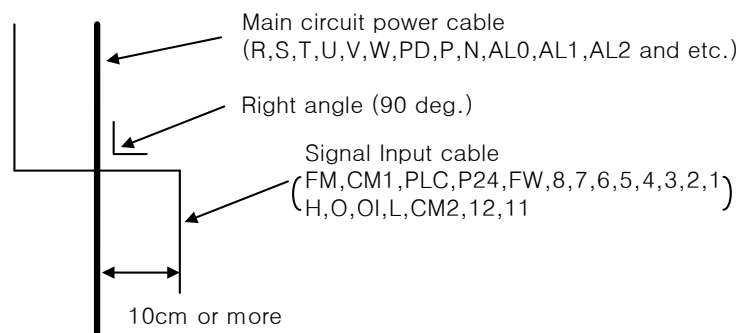 Main circuit power cable
(R,S,T,U,V,W,PD,P,N,AL0,AL1,AL2 and etc.)
Right angle (90 deg.)
Signal Input cable
(FM,CM1,PLC,P24,FW,8,7,6,5,4,3,2,1
H,O,OI,L,CM2,12,11)
10cm or more